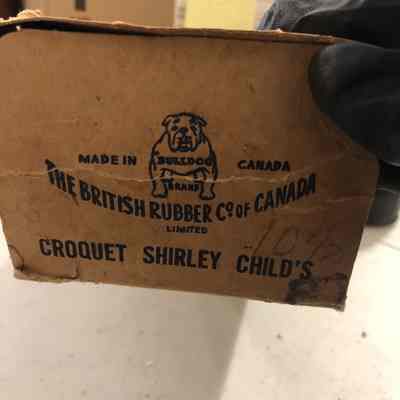 MADE IN BULLDOG CANADA
BRAND
THE BRITISH RUBBER Cº OF CANADA
LIMITED
CROQUET SHIRLEY CHILD'S